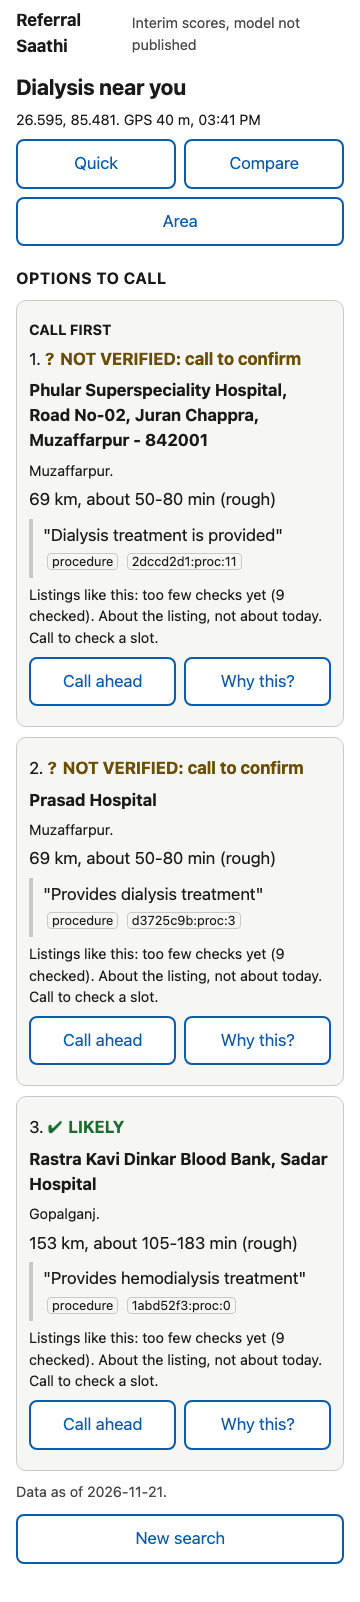 Referral
Saathi
Interim scores, model not
published
Dialysis near you
26.595, 85.481. GPS 40 m, 03:41 PM
Quick
Compare
Area
OPTIONS TO CALL
CALL FIRST
1. ? NOT VERIFIED: call to confirm
Phular Superspeciality Hospital,
Road No-02, Juran Chappra,
Muzaffarpur - 842001
Muzaffarpur.
69 km, about 50-80 min (rough)
"Dialysis treatment is provided"
procedure 2dccd2d1:proc:11
Listings like this: too few checks yet (9
checked). About the listing, not about today.
Call to check a slot.
Call ahead
Why this?
2. ? NOT VERIFIED: call to confirm
Prasad Hospital
Muzaffarpur.
69 km, about 50-80 min (rough)
"Provides dialysis treatment"
procedure d3725c9b:proc:3
Listings like this: too few checks yet (9
checked). About the listing, not about today.
Call to check a slot.
Call ahead
Why this?
3. ✔ LIKELY
Rastra Kavi Dinkar Blood Bank, Sadar
Hospital
Gopalganj.
153 km, about 105-183 min (rough)
"Provides hemodialysis treatment"
procedure 1abd52f3:proc:0
Listings like this: too few checks yet (9
checked). About the listing, not about today.
Call to check a slot.
Call ahead
Why this?
Data as of 2026-11-21.
New search